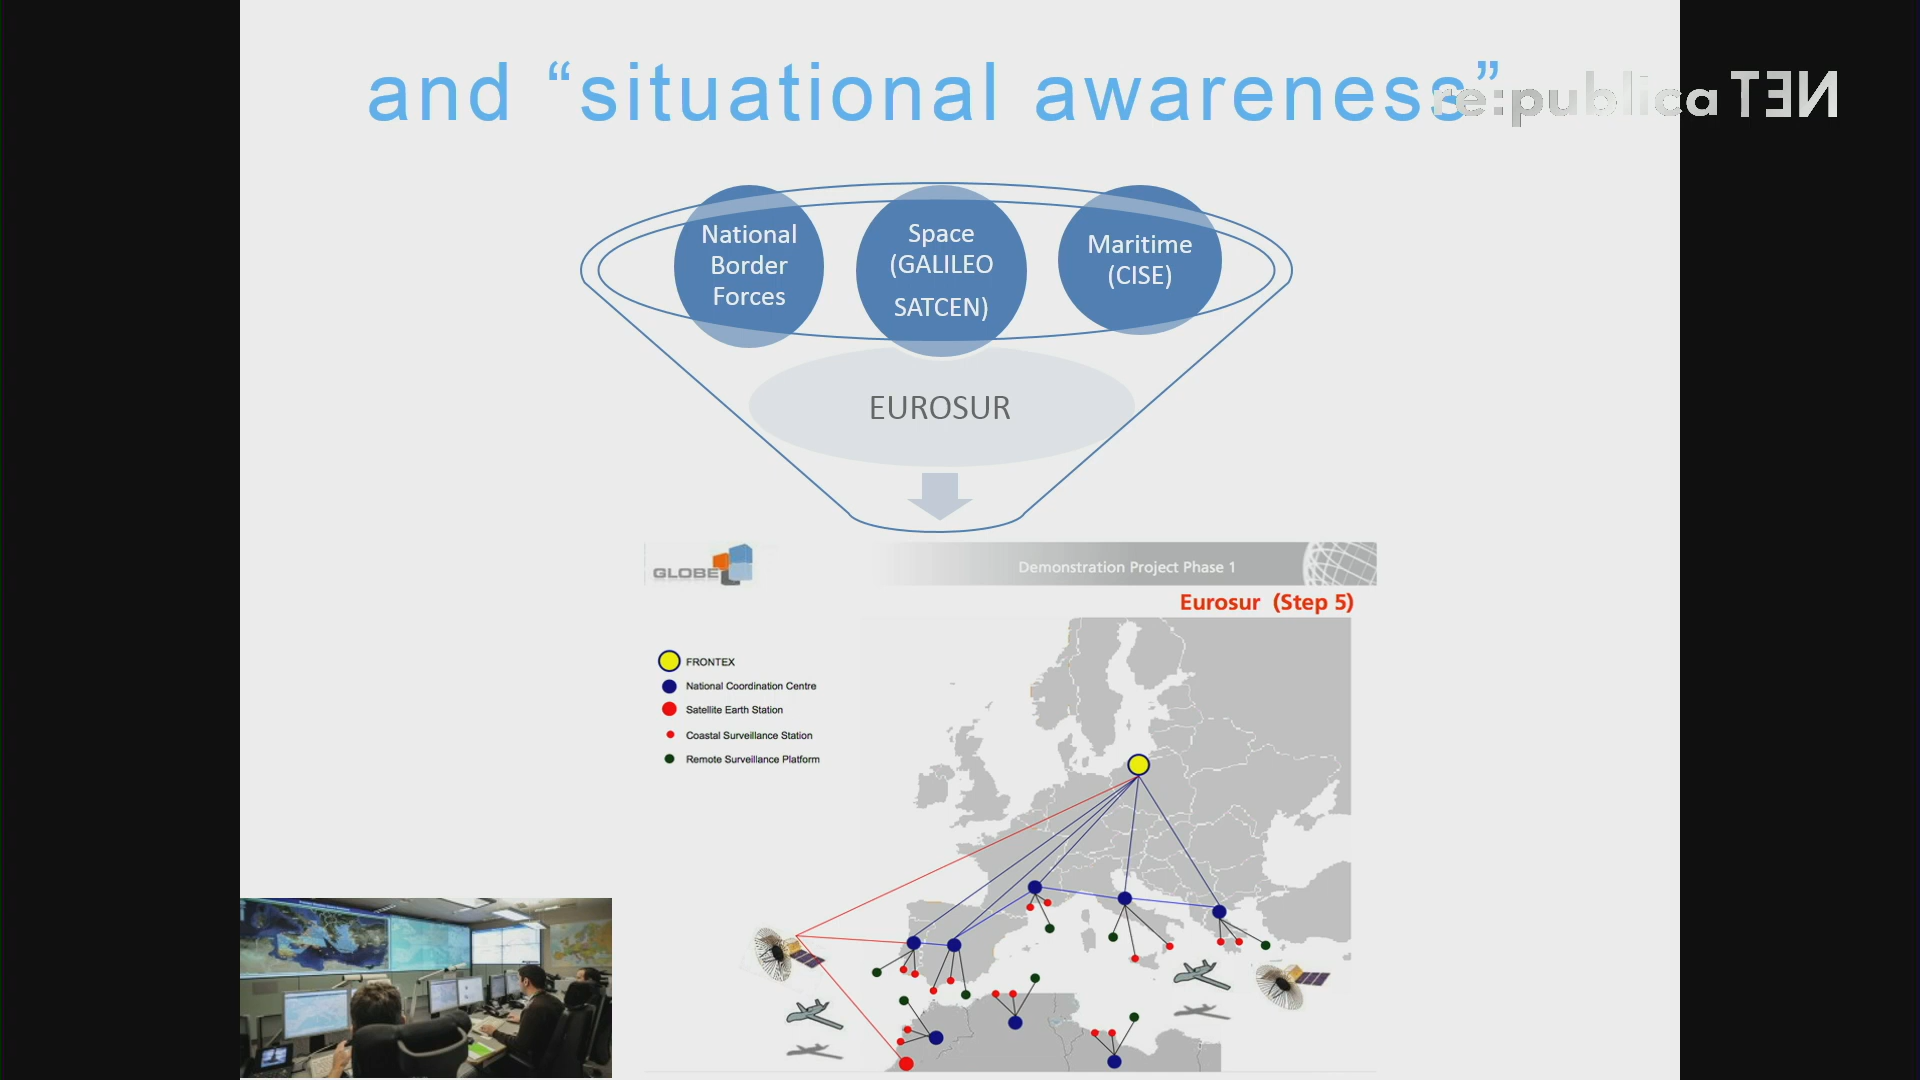 and “situational awareness”
re:publica TEN
National
Border
Forces
Space
(GALILEO
SATCEN)
Maritime
(CISE)
EUROSUR
GLOBE
Demonstration Project Phase 1
Eurosur (Step 5)
FRONTEX
National Coordination Centre
Satellite Earth Station
Coastal Surveillance Station
Remote Surveillance Platform